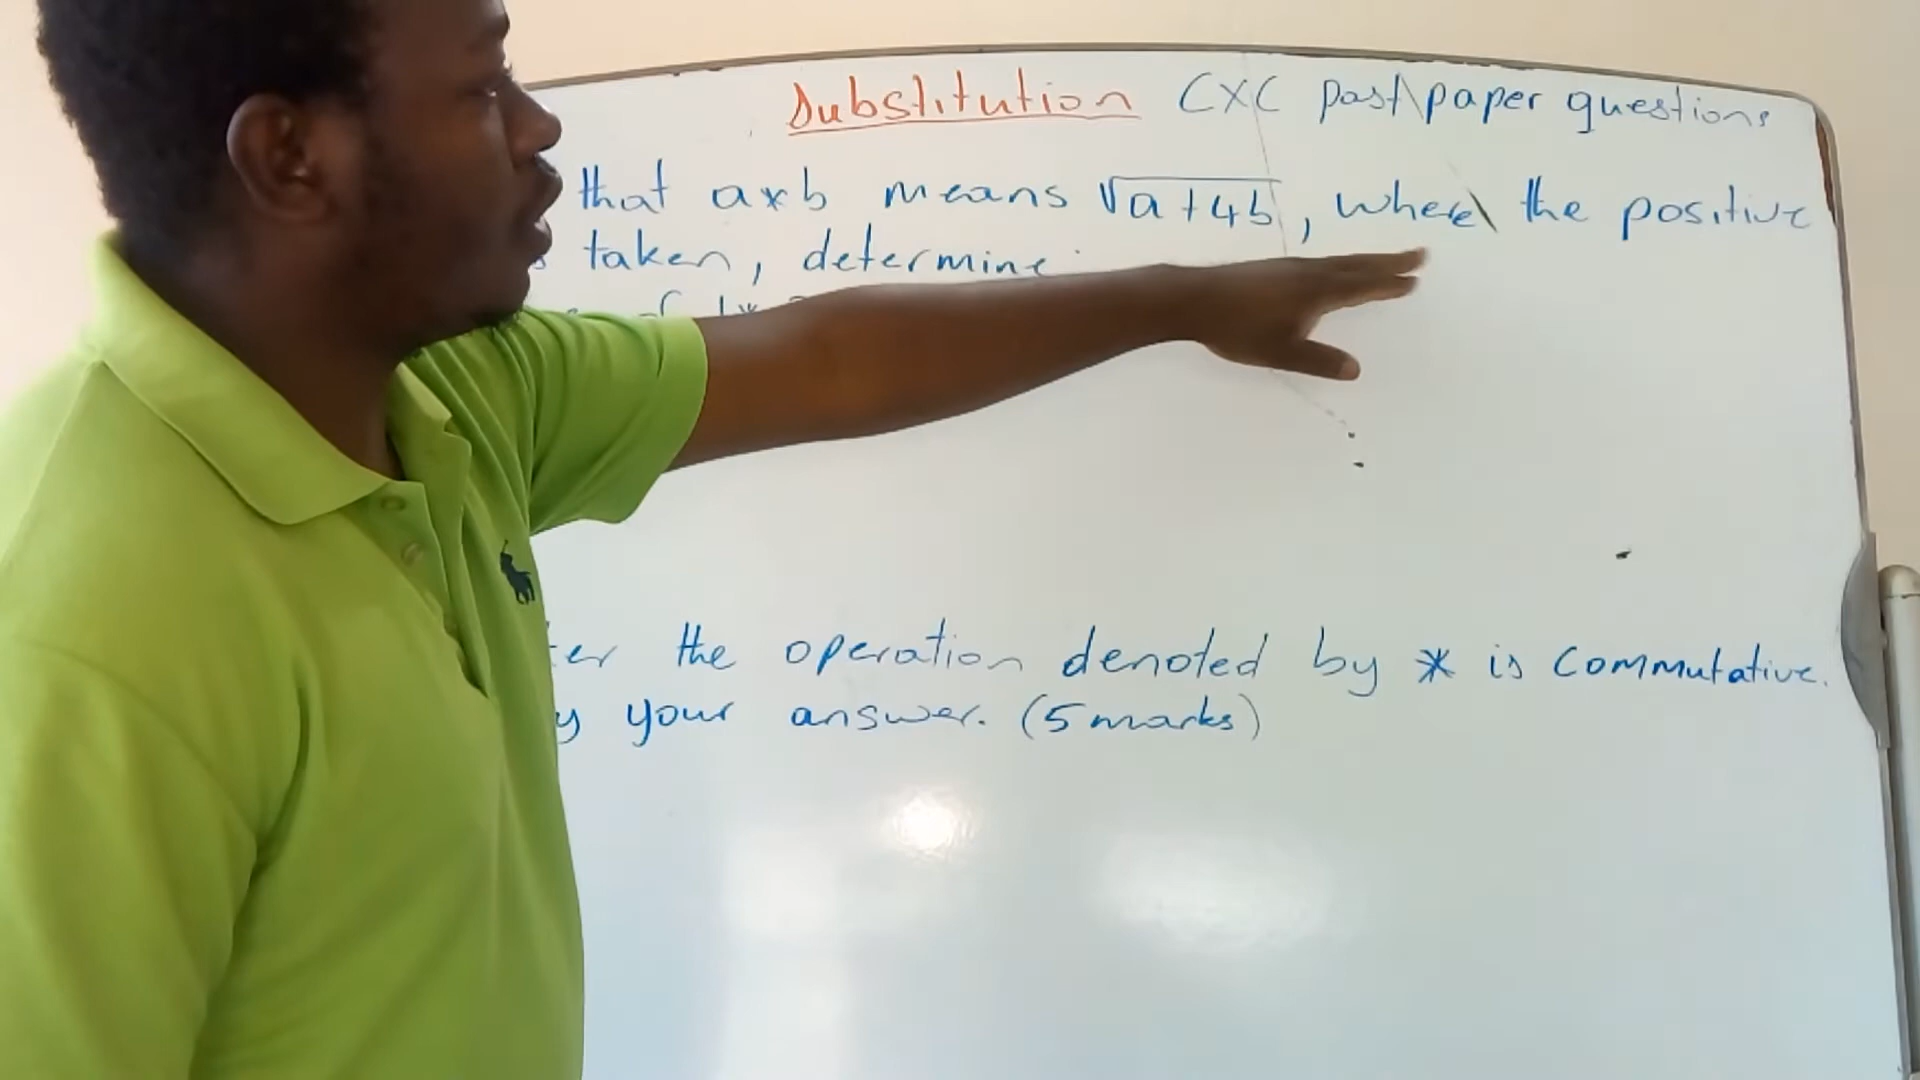 Substitution CXC past paper questions
that a*b means √a+4b, where the positive
taken, determine
the operation denoted by * is commutative.
your answer. (5 marks)